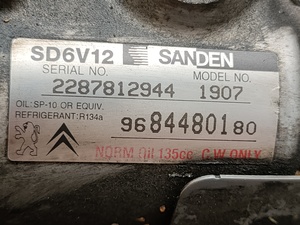 SD6V12 SANDEN
SERIAL NO. MODEL NO.
2287812944 1907
OIL: SP-10 OR EQUIV.
REFRIGERANT: R134a
9684480180
NORM Oil 135cc C.W ONLY